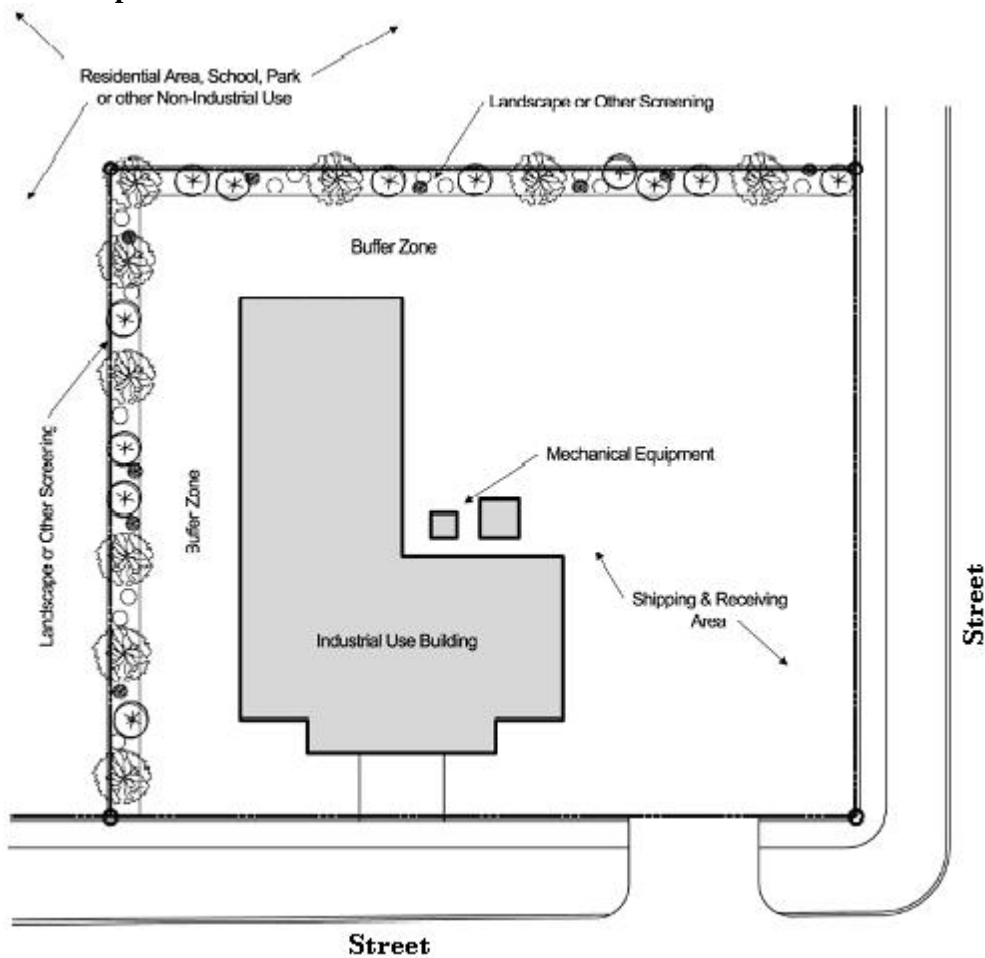 Residential Area, School, Park
or other Non-Industrial Use
Landscape or Other Screening
Buffer Zone
Landscape or Other Screening
Buffer Zone
Mechanical Equipment
Shipping & Receiving
Area
Industrial Use Building
Street
Street